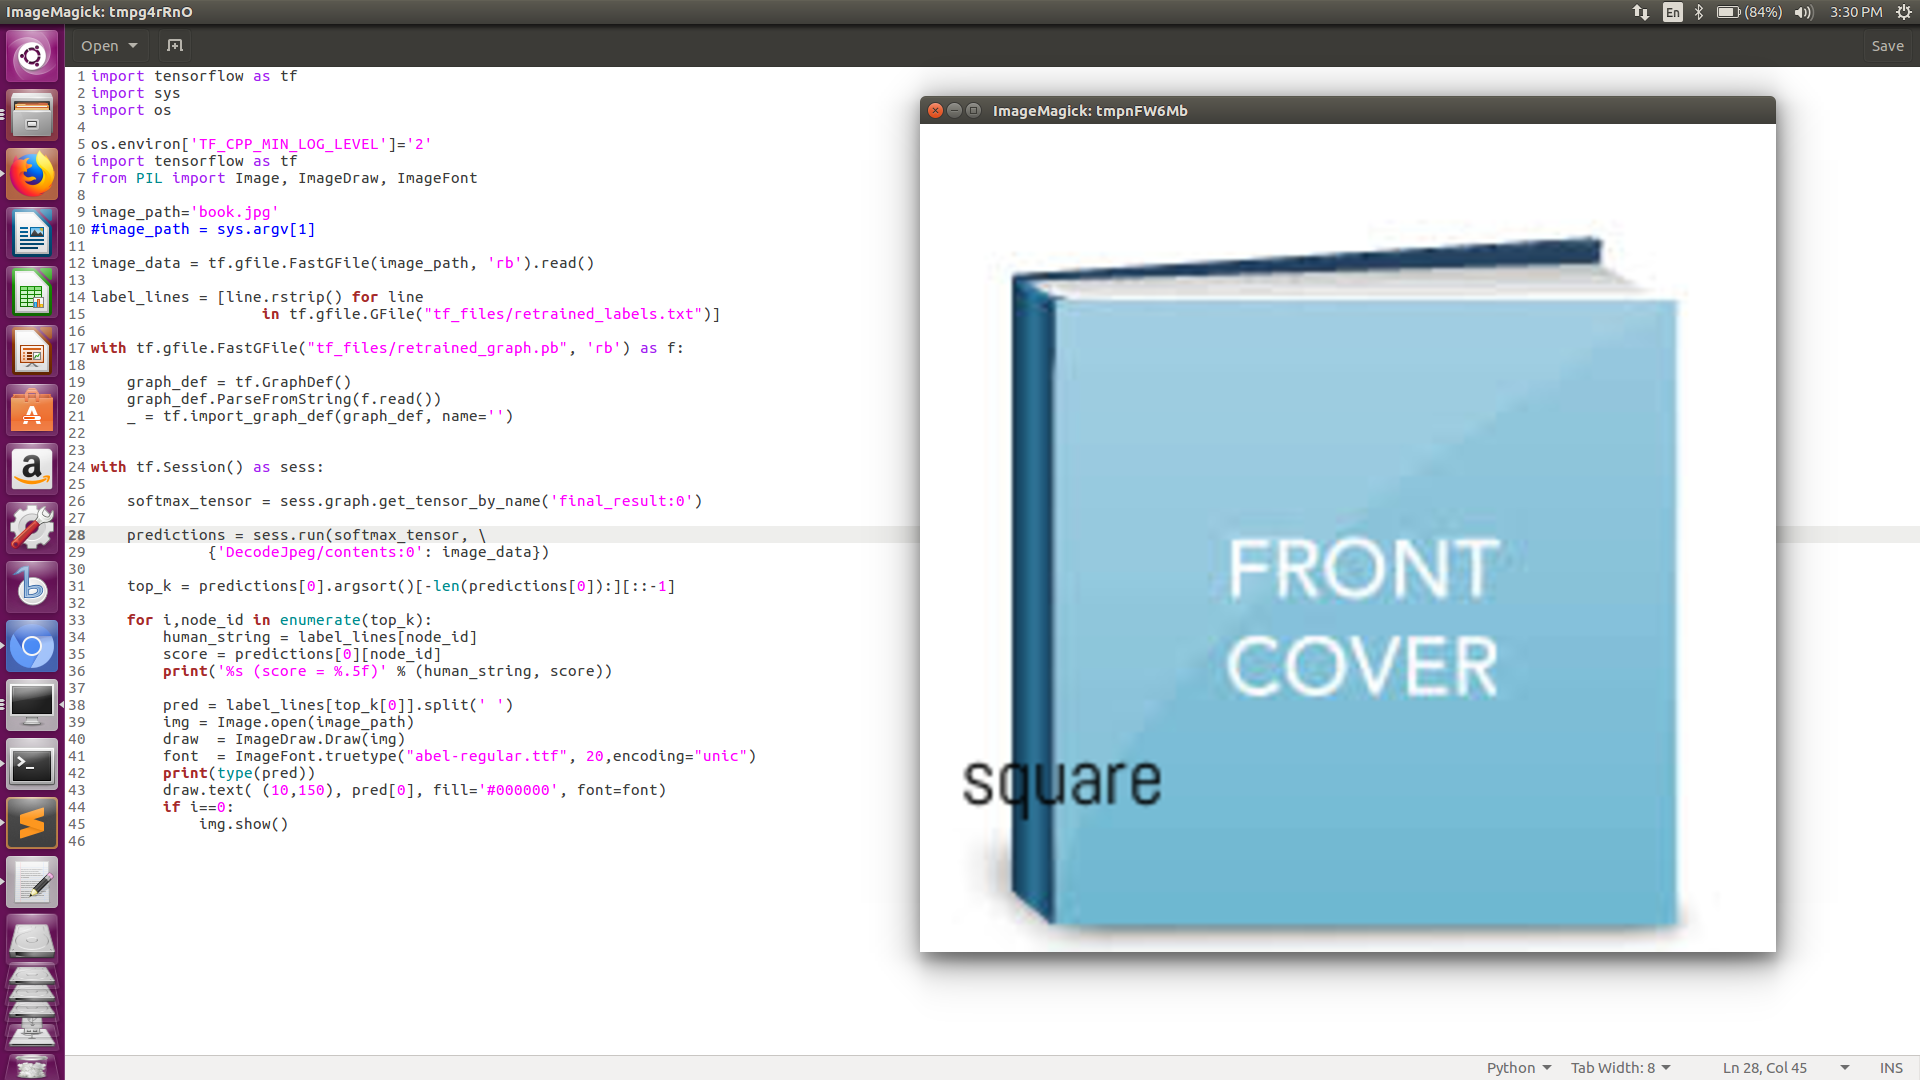 ImageMagick: tmpg4rRnO
En
(84%)
3:30 PM
Open
Save
1 import tensorflow as tf
2 import sys
3 import os
4
5 os.environ['TF_CPP_MIN_LOG_LEVEL']='2'
6 import tensorflow as tf
7 from PIL import Image, ImageDraw, ImageFont
8
9 image_path='book.jpg'
10 #image_path = sys.argv[1]
11
12 image_data = tf.gfile.FastGFile(image_path, 'rb').read()
13
14 label_lines = [line.rstrip() for line
15                    in tf.gfile.GFile("tf_files/retrained_labels.txt")]
16
17 with tf.gfile.FastGFile("tf_files/retrained_graph.pb", 'rb') as f:
18
19     graph_def = tf.GraphDef()
20     graph_def.ParseFromString(f.read())
21     _ = tf.import_graph_def(graph_def, name='')
22
23
24 with tf.Session() as sess:
25
26     softmax_tensor = sess.graph.get_tensor_by_name('final_result:0')
27
28     predictions = sess.run(softmax_tensor, \
29              {'DecodeJpeg/contents:0': image_data})
30
31     top_k = predictions[0].argsort()[-len(predictions[0]):][::-1]
32
33     for i,node_id in enumerate(top_k):
34         human_string = label_lines[node_id]
35         score = predictions[0][node_id]
36         print('%s (score = %.5f)' % (human_string, score))
37
38         pred = label_lines[top_k[0]].split(' ')
39         img = Image.open(image_path)
40         draw  = ImageDraw.Draw(img)
41         font  = ImageFont.truetype("abel-regular.ttf", 20,encoding="unic")
42         print(type(pred))
43         draw.text( (10,150), pred[0], fill='#000000', font=font)
44         if i==0:
45             img.show()
46
ImageMagick: tmpnFW6Mb
FRONT
COVER
square
Python
Tab Width: 8
Ln 28, Col 45
INS